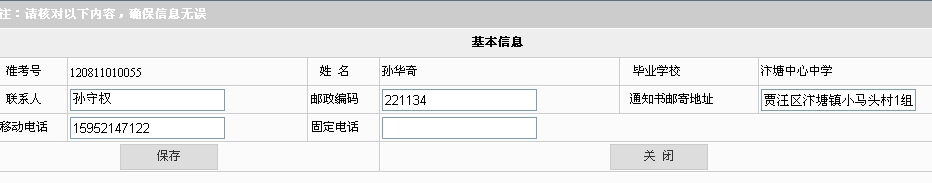 注：请核对以下内容，确保信息无误
基本信息
准考号 120811010055 姓 名 孙华奇 毕业学校 汴塘中心中学
联系人 孙守权 邮政编码 221134 通知书邮寄地址 贾汪区汴塘镇小马头村1组
移动电话 15952147122 固定电话
保存 关 闭